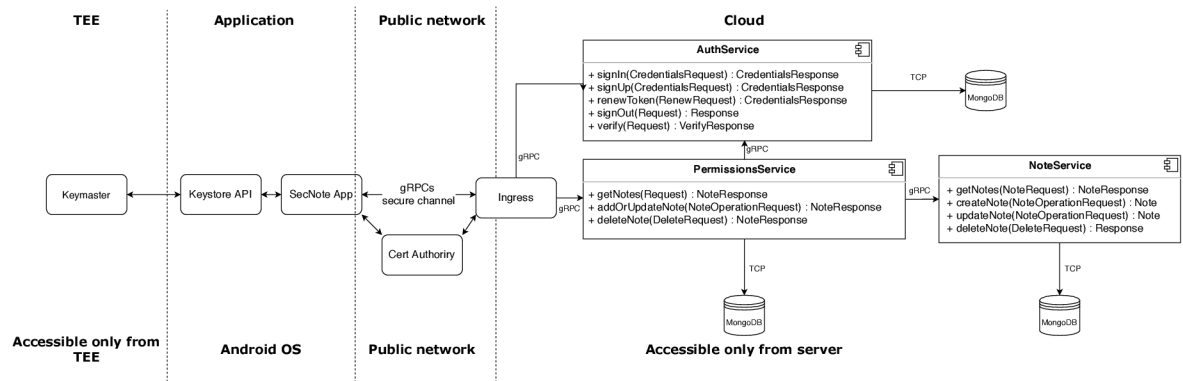 TEE
Application
Public network
Cloud
AuthService
+ signIn(CredentialsRequest) : CredentialsResponse
+ signUp(CredentialsRequest) : CredentialsResponse
+ renewToken(RenewRequest) : CredentialsResponse
+ signOut(Request) : Response
+ verify(Request) : VerifyResponse
TCP
MongoDB
gRPC
gRPC
PermissionsService
+ getNotes(Request) : NoteResponse
+ addOrUpdateNote(NoteOperationRequest) : NoteResponse
+ deleteNote(DeleteRequest) : NoteResponse
NoteService
+ getNotes(NoteRequest) : NoteResponse
+ createNote(NoteOperationRequest) : Note
+ updateNote(NoteOperationRequest) : Note
+ deleteNote(DeleteRequest) : Response
Keymaster
Keystore API
SecNote App
gRPCs
secure channel
Ingress
gRPC
gRPC
Cert Authoriry
TCP
TCP
MongoDB
MongoDB
Accessible only from
TEE
Android OS
Public network
Accessible only from server